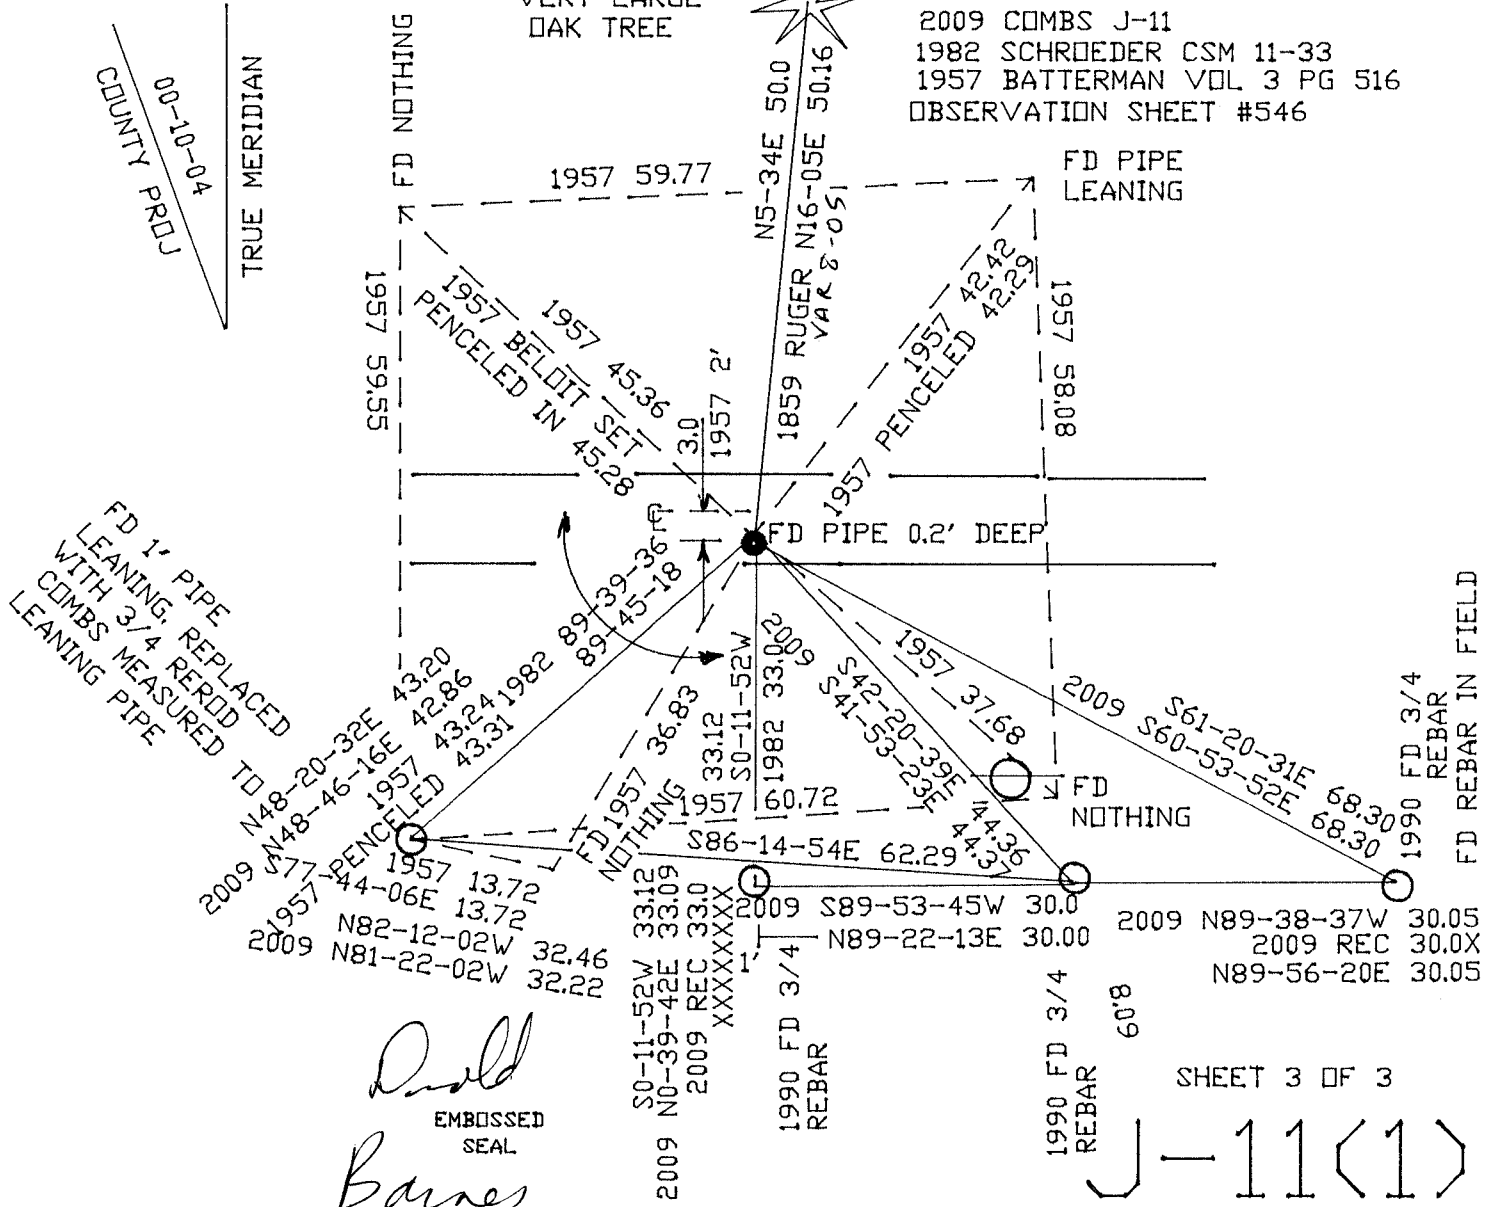 OAK TREE
2009 COMBS J-11
1982 SCHROEDER CSM 11-33
1957 BATTERMAN VOL 3 PG 516
OBSERVATION SHEET #546
00-10-04
COUNTY PROJ
TRUE MERIDIAN
FD NOTHING
1957 59.77
N5-34E 50.0
1859 RUGER N16-05E 50.16
VAR 8-05
FD PIPE
LEANING
1957 59.55
1957 45.36
1957 BELOIT SET
PENCELED IN 45.28
3.0
1957 2'
1957 42.42
1957 PENCELED 42.29
1957 58.08
FD PIPE 0.2' DEEP
FD 1" PIPE
LEANING, REPLACED
WITH 3/4 REROD
COMBS MEASURED TO
LEANING PIPE
1982 89-39-36
89-45-18
N48-20-32E 43.20
2009 N48-46-16E 42.86
1957 43.24
1957 PENCELED 43.31
FD 1957 36.83
NOTHING
33.12
S0-11-52W
1982 33.0
2009 S42-20-39E 44.36
S41-53-23E 44.37
1957 37.68
2009 S61-20-31E 68.30
S60-53-52E 68.30
1990 FD 3/4
REBAR
FD REBAR IN FIELD
FD
NOTHING
1957 60.72
S86-14-54E 62.29
1957 13.72
S77-44-06E 13.72
N82-12-02W 32.46
2009 N81-22-02W 32.22
S0-11-52W 33.12
2009 N0-39-42E 33.09
2009 REC 33.0
XXXXXXXX
2009 S89-53-45W 30.0
N89-22-13E 30.00
1'
1990 FD 3/4
REBAR
2009 N89-38-37W 30.05
2009 REC 30.0X
N89-56-20E 30.05
1990 FD 3/4
REBAR
60.8
Donald
EMBOSSED
SEAL
Barnes
SHEET 3 OF 3
J-11(1)